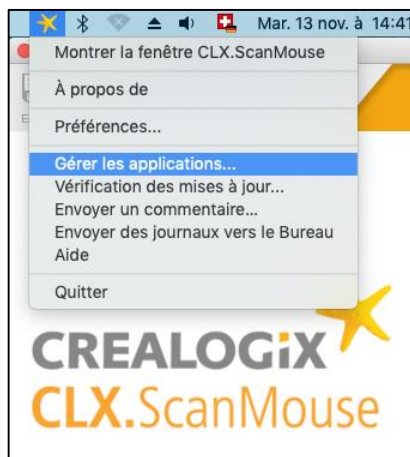 Mar. 13 nov. à 14:41
Montrer la fenêtre CLX.ScanMouse
À propos de
Préférences...
Gérer les applications...
Vérification des mises à jour...
Envoyer un commentaire...
Envoyer des journaux vers le Bureau
Aide
Quitter
CREALOGiX
CLX.ScanMouse